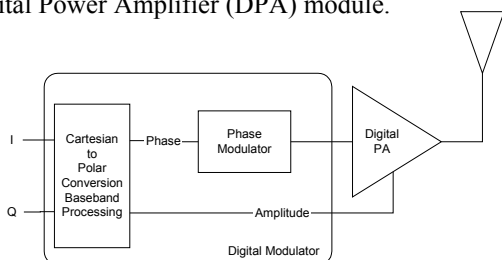 ital Power Amplifier (DPA) module.
I
Cartesian
to
Polar
Conversion
Baseband
Processing
Phase
Phase
Modulator
Digital
PA
Q
Amplitude
Digital Modulator